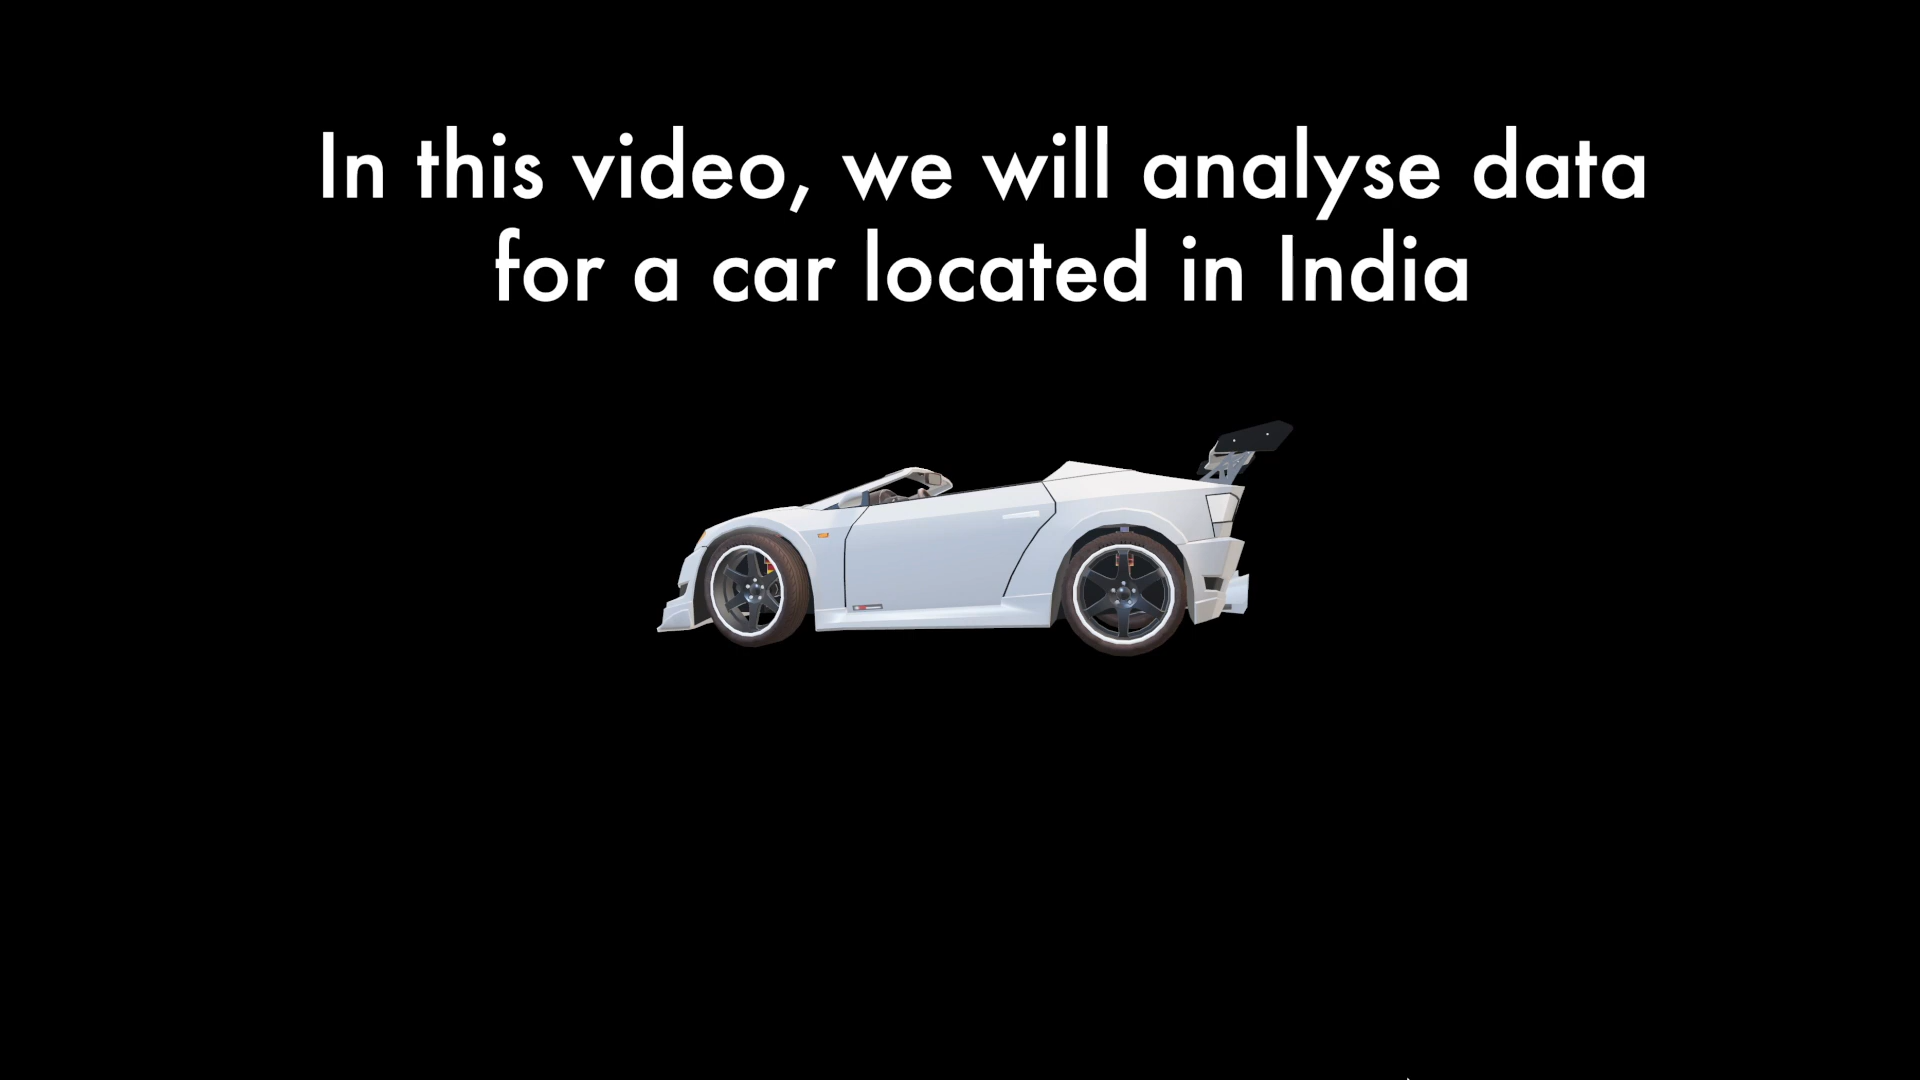 In this video, we will analyse data
for a car located in India